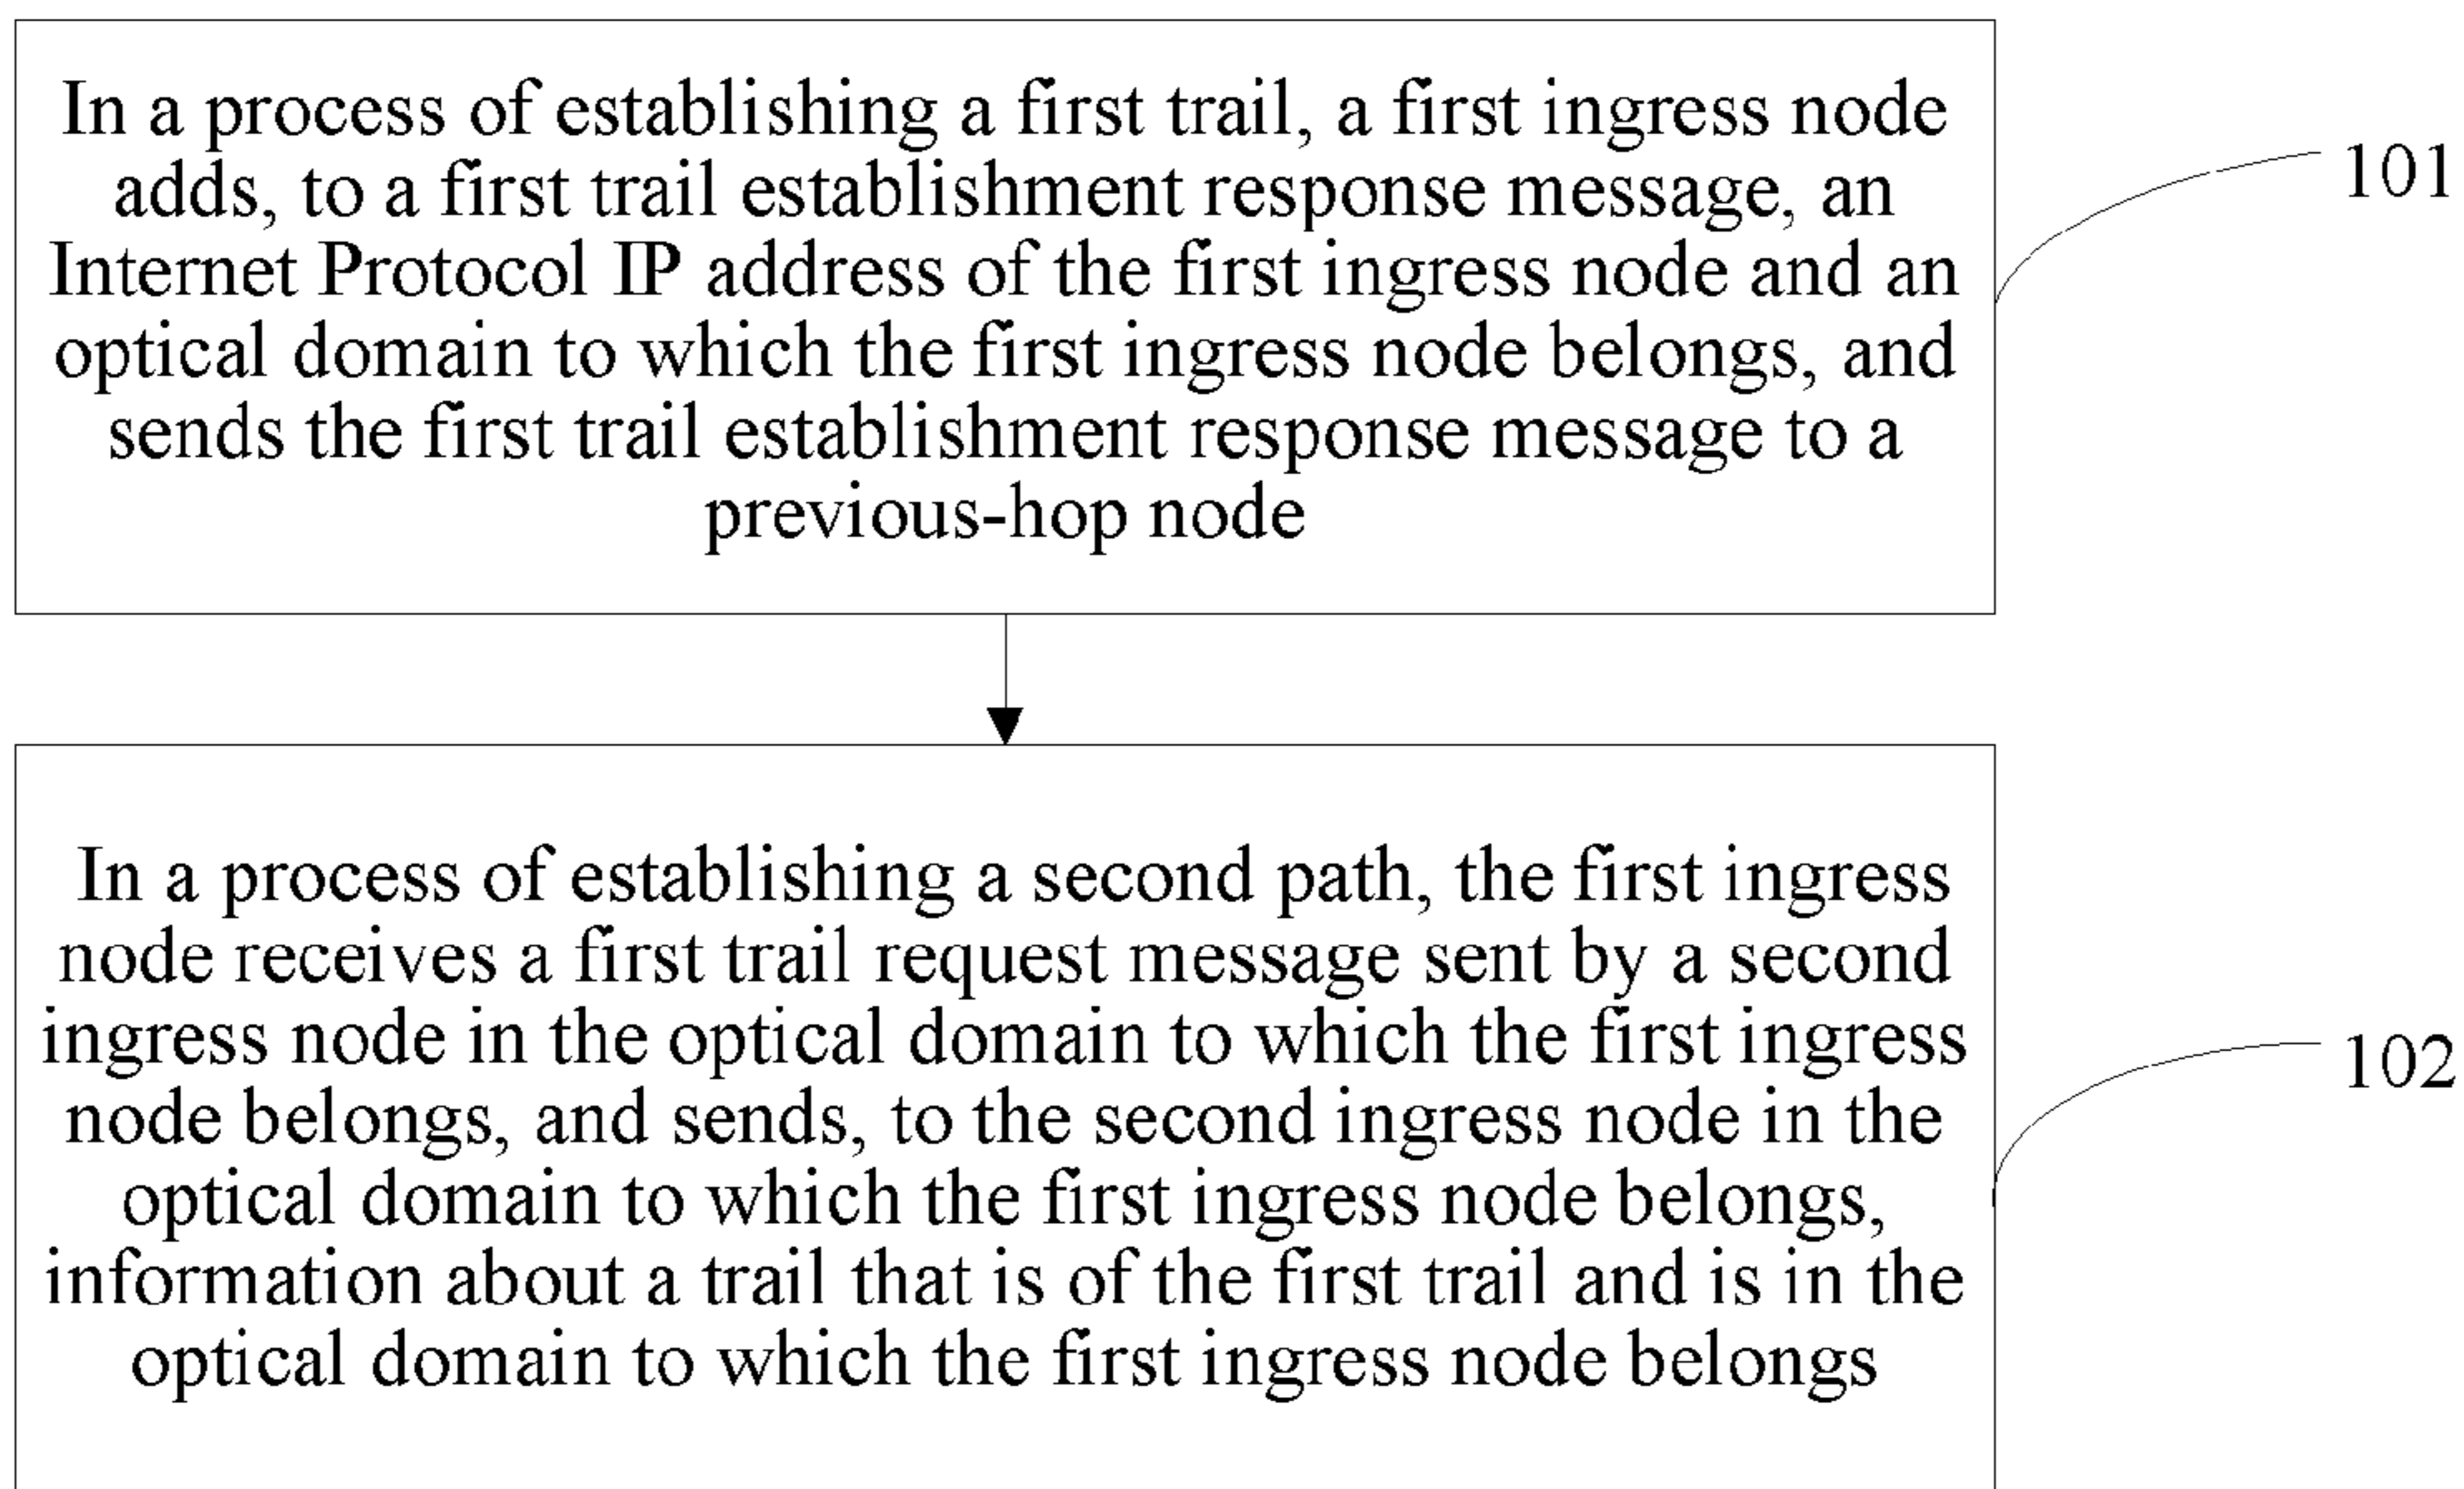 In a process of establishing a first trail, a first ingress node
adds, to a first trail establishment response message, an
Internet Protocol IP address of the first ingress node and an
optical domain to which the first ingress node belongs, and
sends the first trail establishment response message to a
previous-hop node
101
In a process of establishing a second path, the first ingress
node receives a first trail request message sent by a second
ingress node in the optical domain to which the first ingress
node belongs, and sends, to the second ingress node in the
optical domain to which the first ingress node belongs,
information about a trail that is of the first trail and is in the
optical domain to which the first ingress node belongs
102